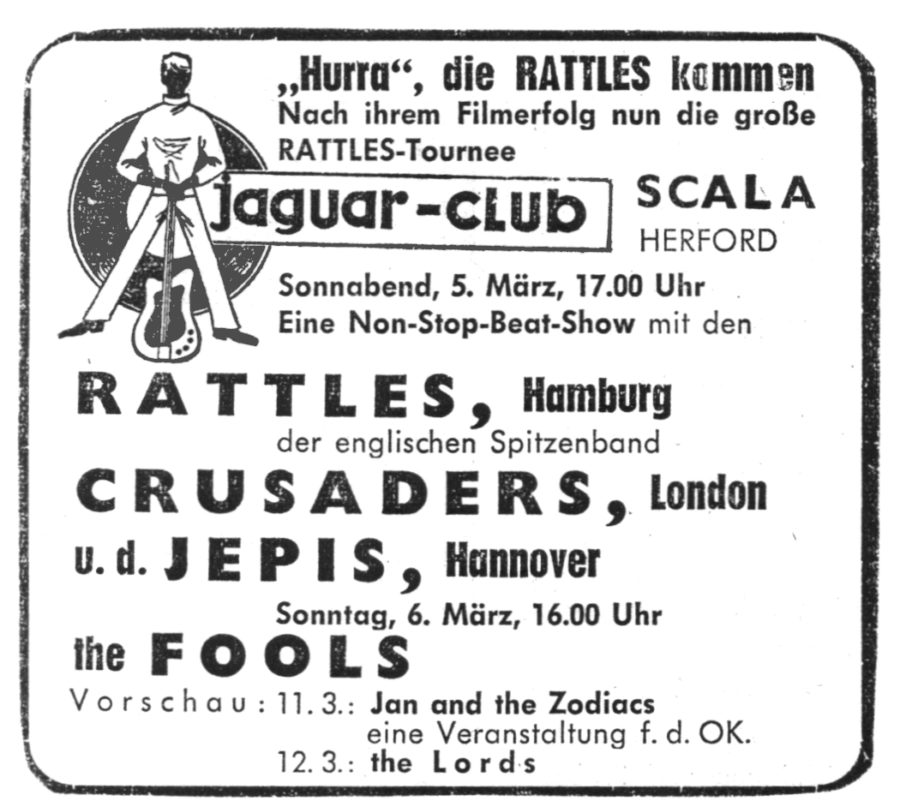 „Hurra“, die RATTLES kommen
Nach ihrem Filmerfolg nun die große
RATTLES-Tournee
jaguar-CLUb
SCALA
HERFORD
Sonnabend, 5. März, 17.00 Uhr
Eine Non-Stop-Beat-Show mit den
RATTLES, Hamburg
der englischen Spitzenband
CRUSADERS, London
u. d. JEPIS, Hannover
Sonntag, 6. März, 16.00 Uhr
the FOOLS
Vorschau: 11. 3.: Jan and the Zodiacs
eine Veranstaltung f. d. OK.
12. 3.: the Lords